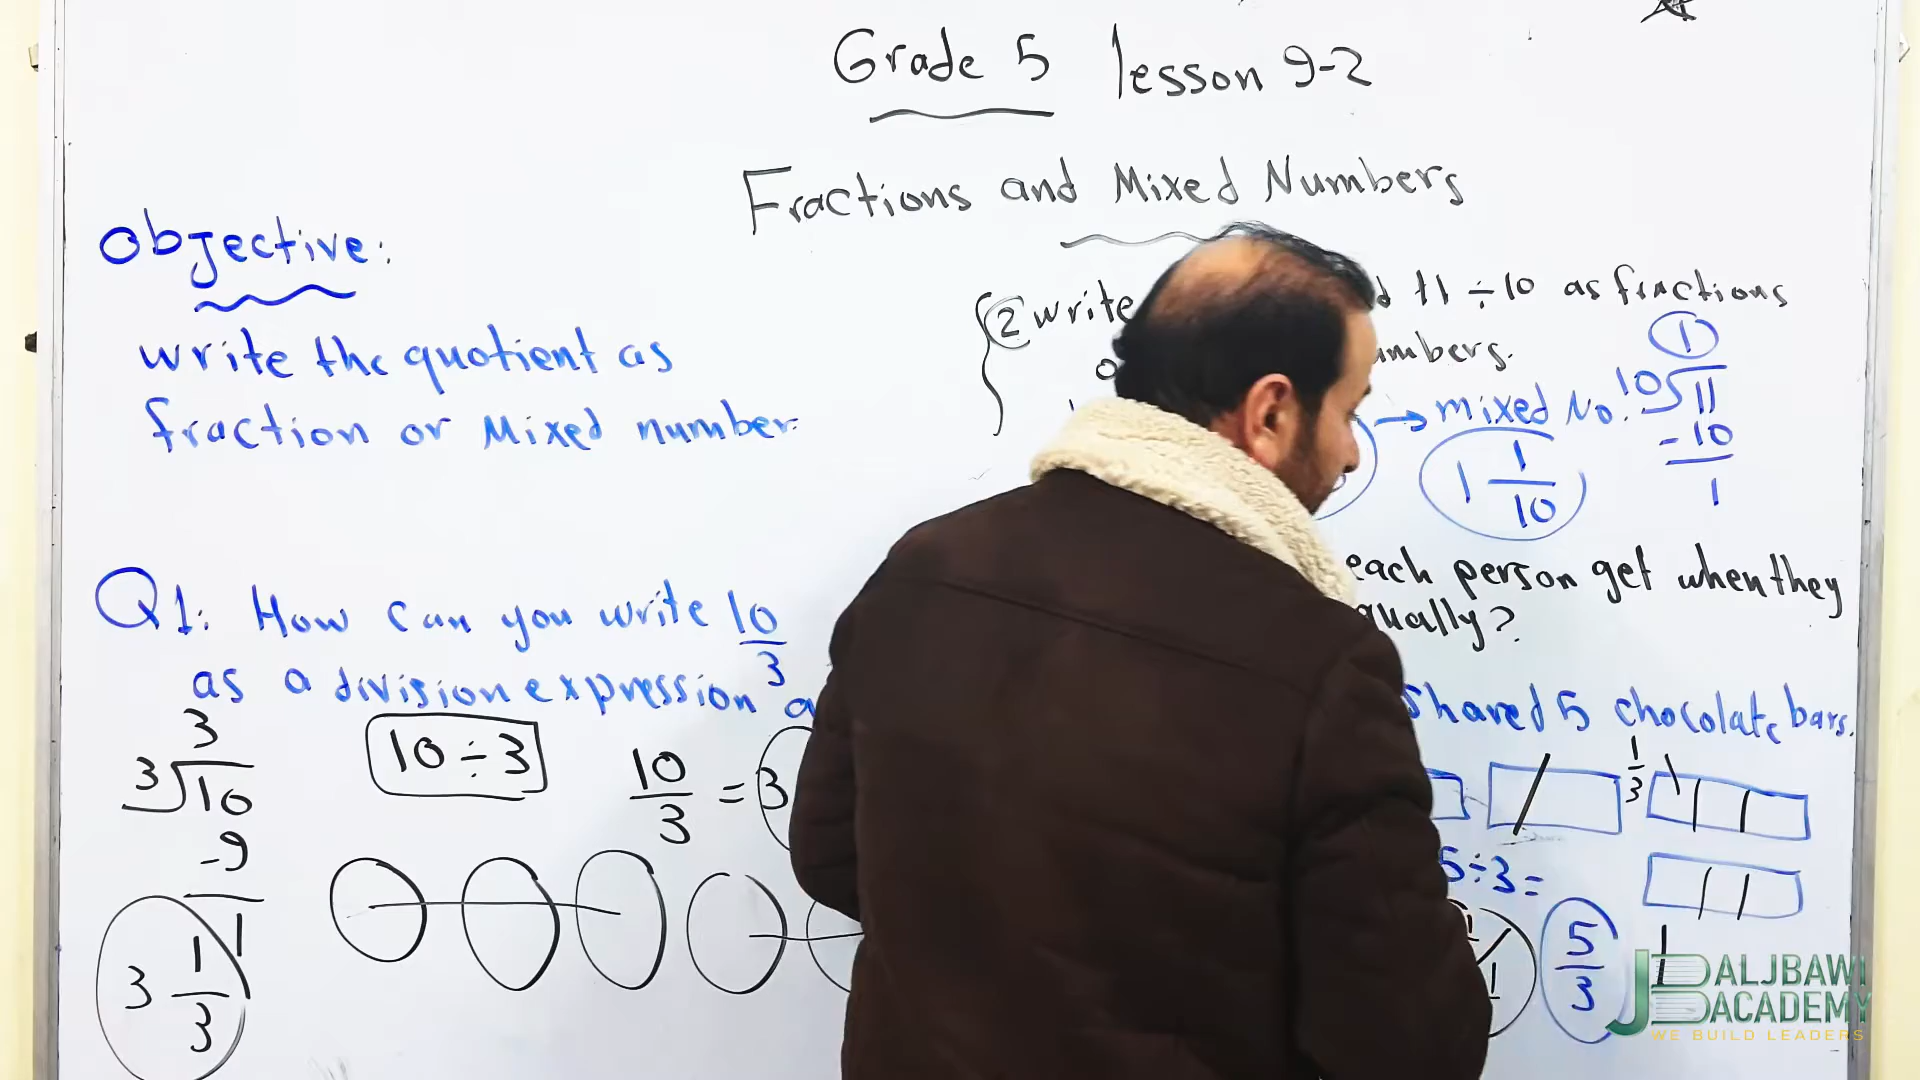 Grade 5 lesson 9-2
Fractions and Mixed Numbers
Objective:
write the quotient as
fraction or Mixed number.
2 write 11 ÷ 10 as fractions
mbers.
→ mixed No.
1 1/10
1
10 11
-10
1
each person get when they
qually?
Shared 5 chocolate bars.
1/3
5÷3=
5/3
Q1: How can you write 10/3
as a division expression
3
3 10
-9
1
3 1/3
10 ÷ 3
10/3 = 3
ALJBAWI
ACADEMY
WE BUILD LEADERS